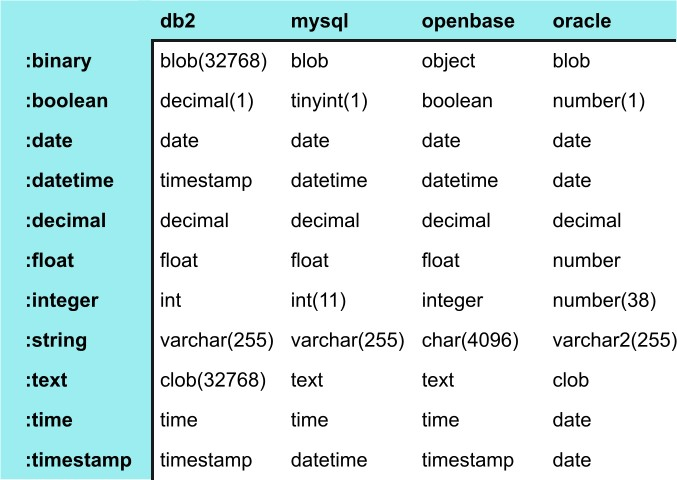 db2 mysql openbase oracle
:binary blob(32768) blob object blob
:boolean decimal(1) tinyint(1) boolean number(1)
:date date date date date
:datetime timestamp datetime datetime date
:decimal decimal decimal decimal decimal
:float float float float number
:integer int int(11) integer number(38)
:string varchar(255) varchar(255) char(4096) varchar2(255)
:text clob(32768) text text clob
:time time time time date
:timestamp timestamp datetime timestamp date